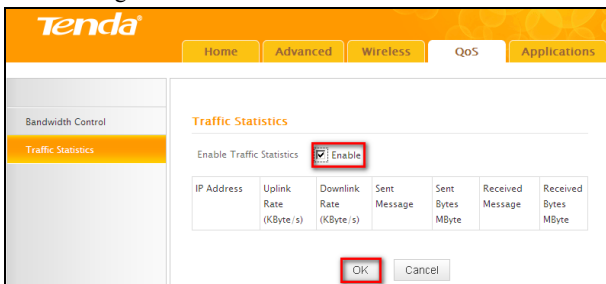 Tenda
Home Advanced Wireless QoS Applications
Bandwidth Control
Traffic Statistics
Traffic Statistics
Enable Traffic Statistics Enable
IP Address Uplink Rate (KByte/s) Downlink Rate (KByte/s) Sent Message Sent Bytes MByte Received Message Received Bytes MByte
OK Cancel